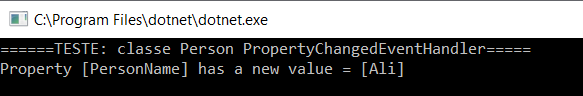 C:\Program Files\dotnet\dotnet.exe
======TESTE: classe Person PropertyChangedEventHandler=====
Property [PersonName] has a new value = [Ali]